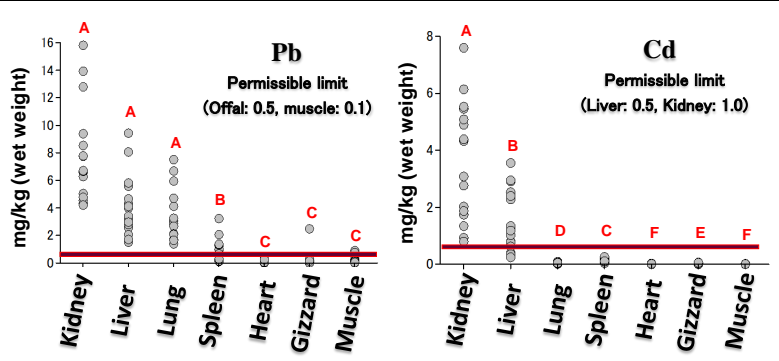 Pb
Permissible limit
(Offal: 0.5, muscle: 0.1)
mg/kg (wet weight)
16
14
12
10
8
6
4
2
0
A
A
A
B
C
C
C
Kidney
Liver
Lung
Spleen
Heart
Gizzard
Muscle
Cd
Permissible limit
(Liver: 0.5, Kidney: 1.0)
mg/kg (wet weight)
8
6
4
2
0
A
B
D
C
F
E
F
Kidney
Liver
Lung
Spleen
Heart
Gizzard
Muscle